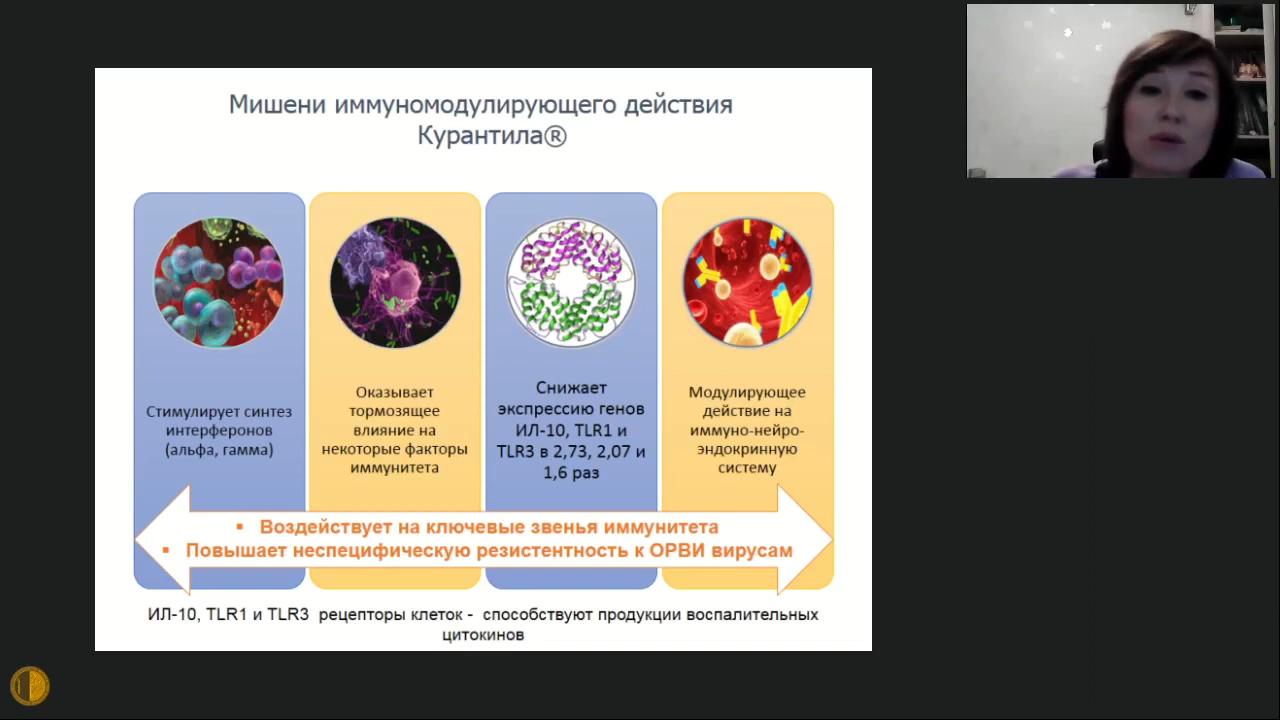 Мишени иммуномодулирующего действия
Курантила®
Стимулирует синтез
интерферонов
(альфа, гамма)
Оказывает
тормозящее
влияние на
некоторые факторы
иммунитета
Снижает
экспрессию генов
ИЛ-10, TLR1 и
TLR3 в 2,73, 2,07 и
1,6 раз
Модулирующее
действие на
иммуно-нейро-
эндокринную
систему
▪ Воздействует на ключевые звенья иммунитета
▪ Повышает неспецифическую резистентность к ОРВИ вирусам
ИЛ-10, TLR1 и TLR3 рецепторы клеток - способствуют продукции воспалительных
цитокинов